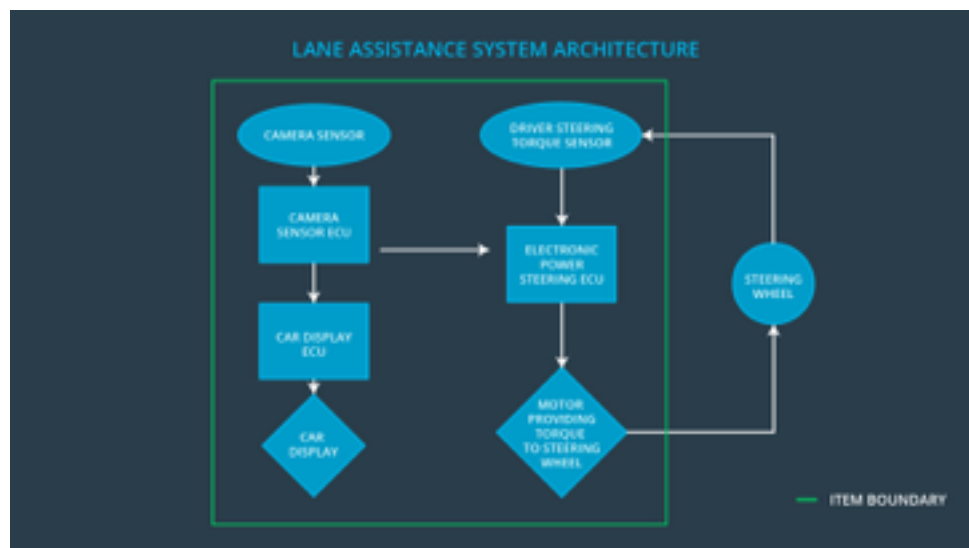 LANE ASSISTANCE SYSTEM ARCHITECTURE
CAMERA SENSOR
CAMERA
SENSOR ECU
CAR DISPLAY
ECU
CAR
DISPLAY
DRIVER STEERING
TORQUE SENSOR
ELECTRONIC
POWER
STEERING ECU
MOTOR
PROVIDING
TORQUE
TO STEERING
WHEEL
STEERING
WHEEL
ITEM BOUNDARY